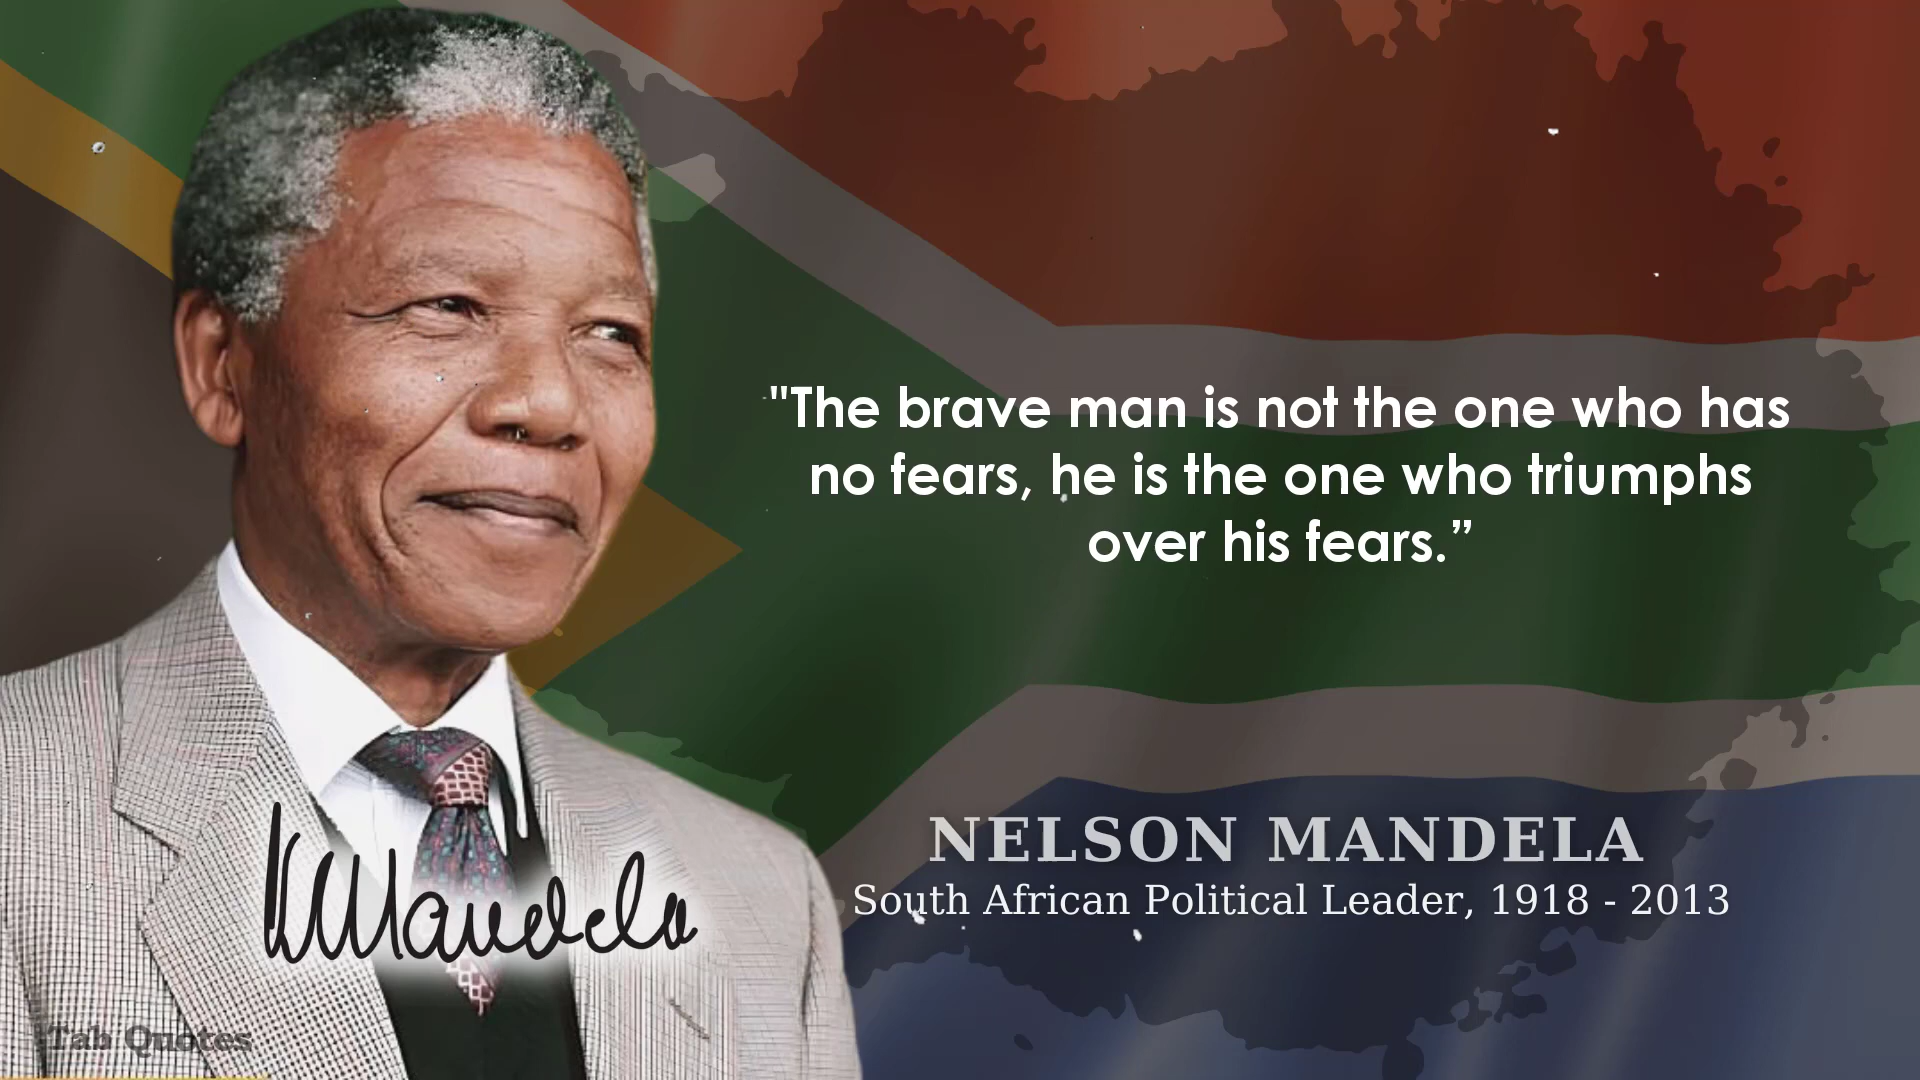 "The brave man is not the one who has
no fears, he is the one who triumphs
over his fears.”
NELSON MANDELA
South African Political Leader, 1918 - 2013
Mandela
Tab Quotes